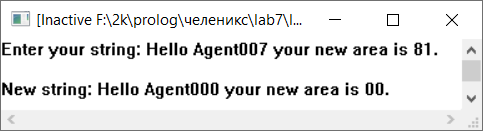 [Inactive F:\2k\prolog\челеникс\lab7\l...
Enter your string: Hello Agent007 your new area is 81.
New string: Hello Agent000 your new area is 00.